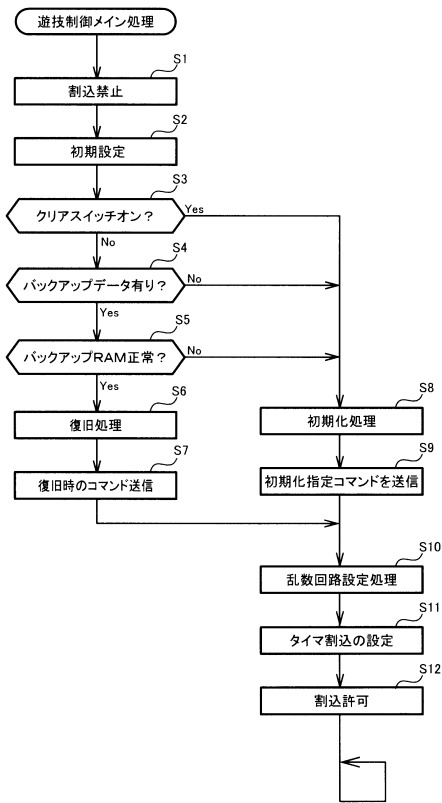 遊技制御メイン処理
S1
割込禁止
S2
初期設定
S3
クリアスイッチオン？
Yes
No
S4
バックアップデータ有り？
No
Yes
S5
バックアップRAM正常？
No
Yes
S6
復旧処理
S7
復旧時のコマンド送信
S8
初期化処理
S9
初期化指定コマンドを送信
S10
乱数回路設定処理
S11
タイマ割込の設定
S12
割込許可